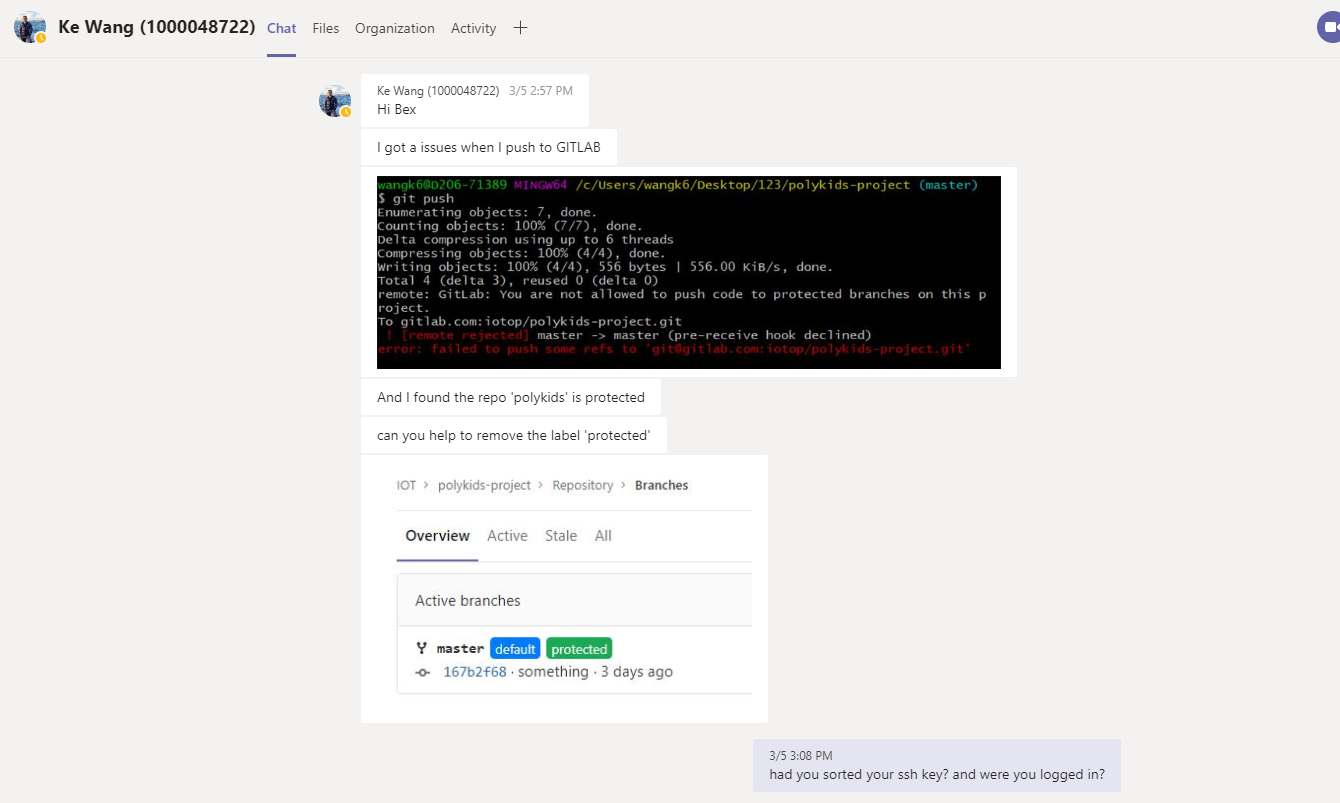 Ke Wang (1000048722) Chat Files Organization Activity
Ke Wang (1000048722) 3/5 2:57 PM
Hi Bex
I got a issues when I push to GITLAB
wangk6@D206-71389 MINGW64 /c/Users/wangk6/Desktop/123/polykids-project (master)
$ git push
Enumerating objects: 7, done.
Counting objects: 100% (7/7), done.
Delta compression using up to 6 threads
Compressing objects: 100% (4/4), done.
Writing objects: 100% (4/4), 556 bytes | 556.00 KiB/s, done.
Total 4 (delta 3), reused 0 (delta 0)
remote: GitLab: You are not allowed to push code to protected branches on this p
roject.
To gitlab.com:iotop/polykids-project.git
! [remote rejected] master -> master (pre-receive hook declined)
error: failed to push some refs to 'git@gitlab.com:iotop/polykids-project.git'
And I found the repo 'polykids' is protected
can you help to remove the label 'protected'
IOT > polykids-project > Repository > Branches
Overview Active Stale All
Active branches
master default protected
167b2f68 · something · 3 days ago
3/5 3:08 PM
had you sorted your ssh key? and were you logged in?